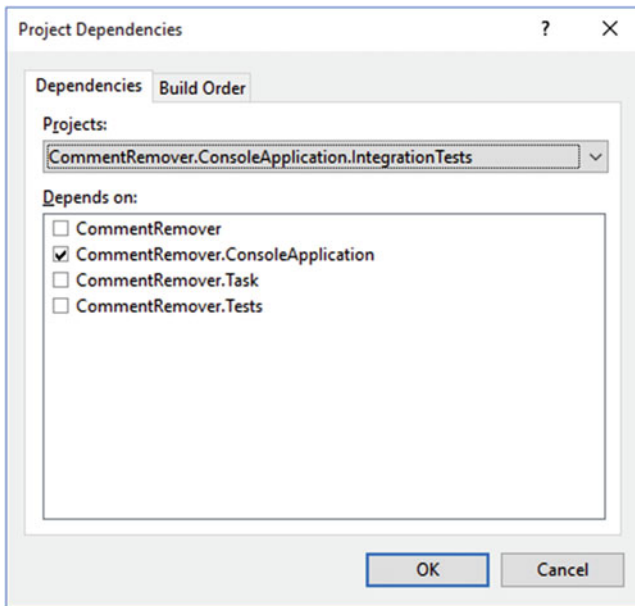 Project Dependencies ?
Dependencies Build Order
Projects:
CommentRemover.ConsoleApplication.IntegrationTests
Depends on:
CommentRemover
CommentRemover.ConsoleApplication
CommentRemover.Task
CommentRemover.Tests
OK Cancel